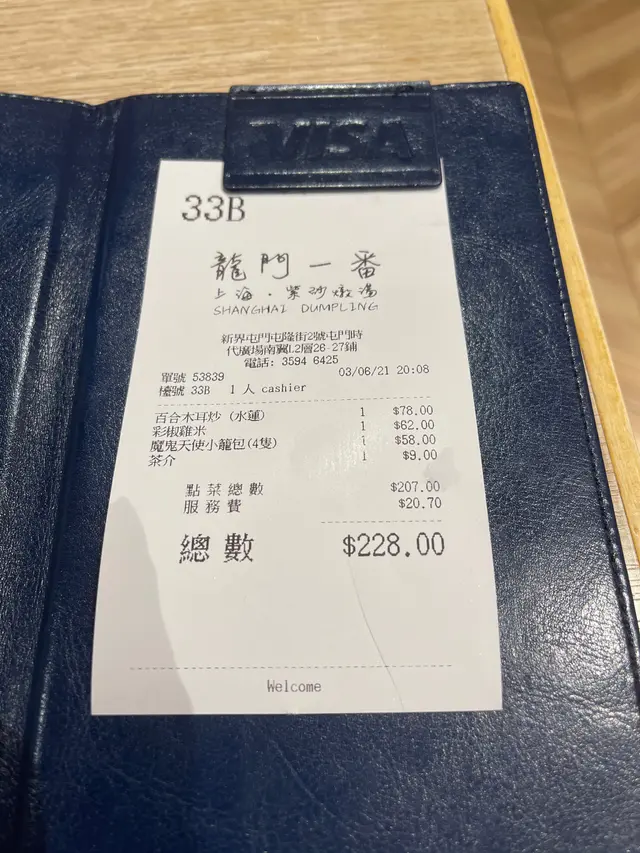 VISA
33B
龍門一番
上海·紫砂燉湯
SHANGHAI DUMPLING
新界屯門屯隆街2號屯門時
代廣場南翼L2層26-27鋪
電話: 3594 6425
單號 53839 03/06/21 20:08
檯號 33B 1 人 cashier
百合木耳炒 (水蓮) 1 $78.00
彩椒雞米 1 $62.00
魔鬼天使小籠包(4隻) 1 $58.00
茶介 1 $9.00
點菜總數 $207.00
服務費 $20.70
總數 $228.00
Welcome